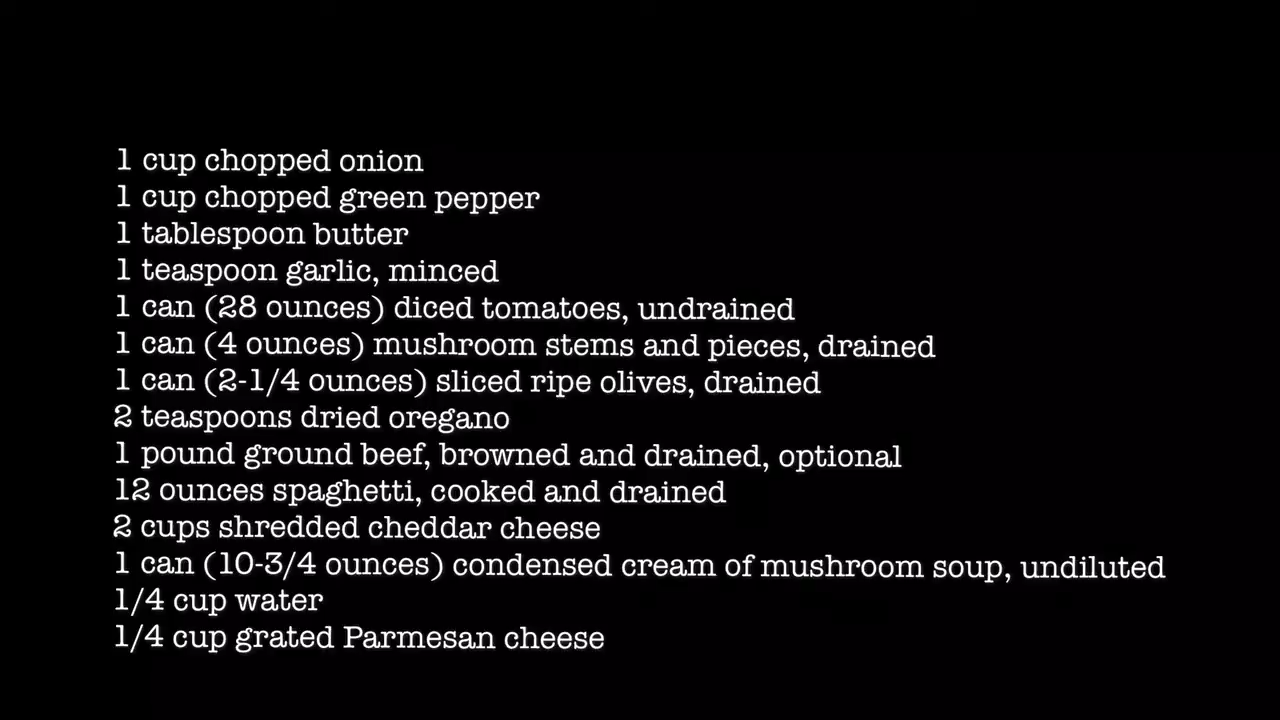 1 cup chopped onion
1 cup chopped green pepper
1 tablespoon butter
1 teaspoon garlic, minced
1 can (28 ounces) diced tomatoes, undrained
1 can (4 ounces) mushroom stems and pieces, drained
1 can (2-1/4 ounces) sliced ripe olives, drained
2 teaspoons dried oregano
1 pound ground beef, browned and drained, optional
12 ounces spaghetti, cooked and drained
2 cups shredded cheddar cheese
1 can (10-3/4 ounces) condensed cream of mushroom soup, undiluted
1/4 cup water
1/4 cup grated Parmesan cheese